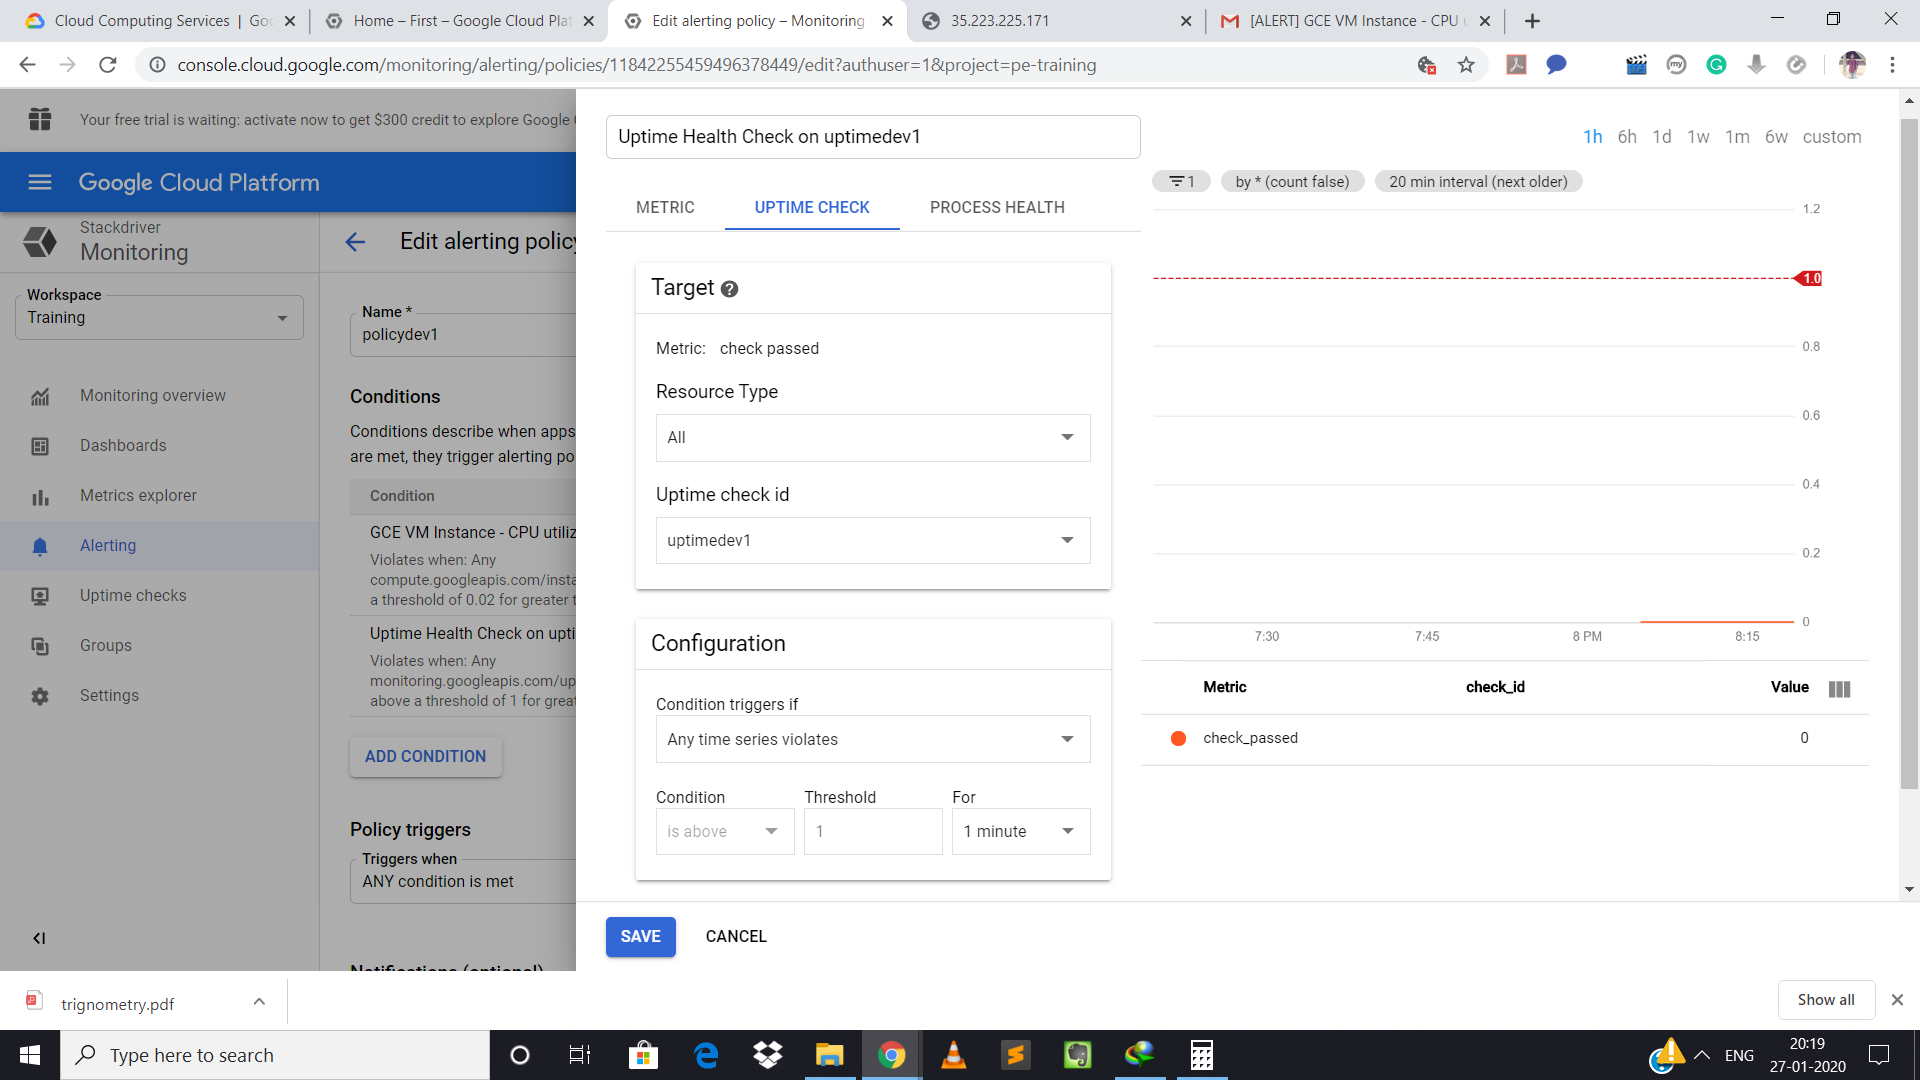 Cloud Computing Services | Goo
Home – First – Google Cloud Plat
Edit alerting policy – Monitoring
35.223.225.171
[ALERT] GCE VM Instance - CPU u
console.cloud.google.com/monitoring/alerting/policies/11842255459496378449/edit?authuser=1&project=pe-training
Your free trial is waiting: activate now to get $300 credit to explore Google
Google Cloud Platform
Stackdriver
Monitoring
Workspace
Training
Monitoring overview
Dashboards
Metrics explorer
Alerting
Uptime checks
Groups
Settings
Edit alerting policy
Name *
policydev1
Conditions
Conditions describe when apps
are met, they trigger alerting po
Condition
GCE VM Instance - CPU utiliz
Violates when: Any
compute.googleapis.com/insta
a threshold of 0.02 for greater t
Uptime Health Check on upti
Violates when: Any
monitoring.googleapis.com/up
above a threshold of 1 for grea
ADD CONDITION
Policy triggers
Triggers when
ANY condition is met
Notifications (optional)
Uptime Health Check on uptimedev1
METRIC
UPTIME CHECK
PROCESS HEALTH
Target
Metric: check passed
Resource Type
All
Uptime check id
uptimedev1
Configuration
Condition triggers if
Any time series violates
Condition Threshold For
is above 1 1 minute
SAVE
CANCEL
1h 6h 1d 1w 1m 6w custom
1
by * (count false)
20 min interval (next older)
1.2
1.0
0.8
0.6
0.4
0.2
0
7:30 7:45 8 PM 8:15
Metric check_id Value
check_passed 0
trignometry.pdf
Show all
Type here to search
ENG
20:19
27-01-2020